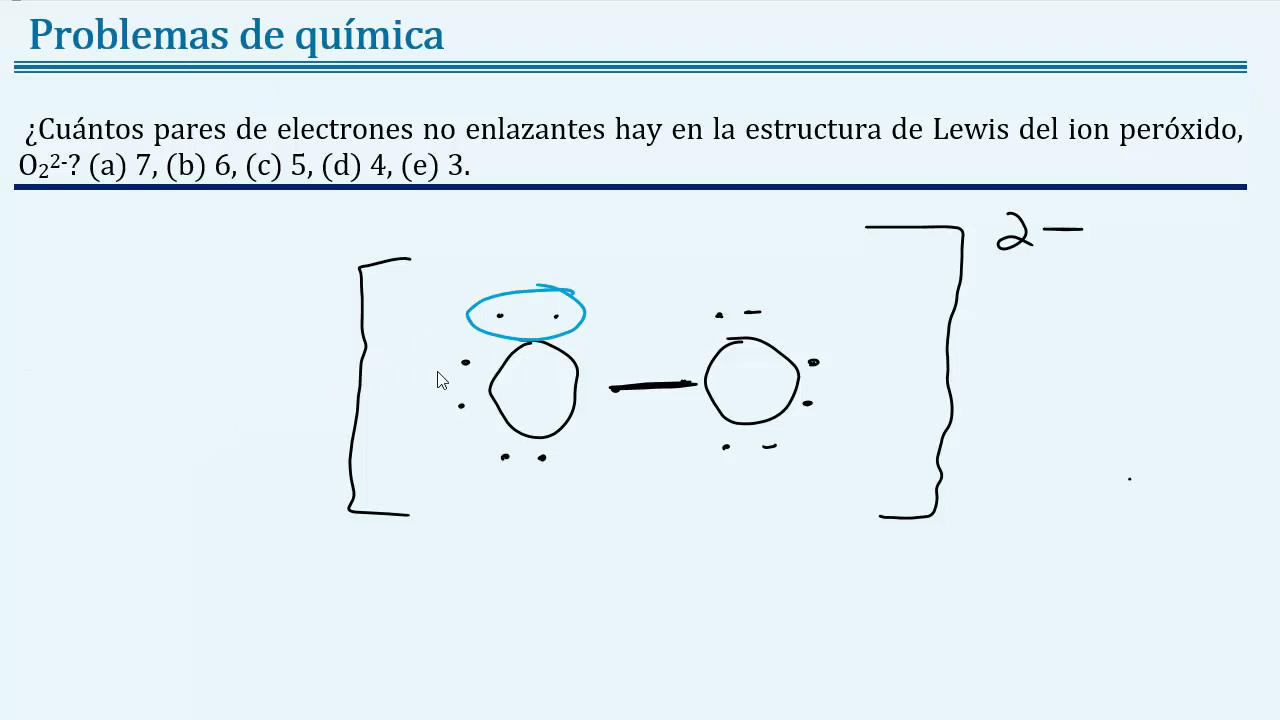 Problemas de química
¿Cuántos pares de electrones no enlazantes hay en la estructura de Lewis del ion peróxido,
O₂²⁻? (a) 7, (b) 6, (c) 5, (d) 4, (e) 3.
2 –
[O – O]